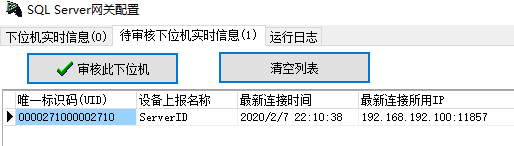 SQL Server网关配置
下位机实时信息(0) 待审核下位机实时信息(1) 运行日志
审核此下位机 清空列表
唯一标识码(UID) 设备上报名称 最新连接时间 最新连接所用IP
0000271000002710 ServerID 2020/2/7 22:10:38 192.168.192.100:11857